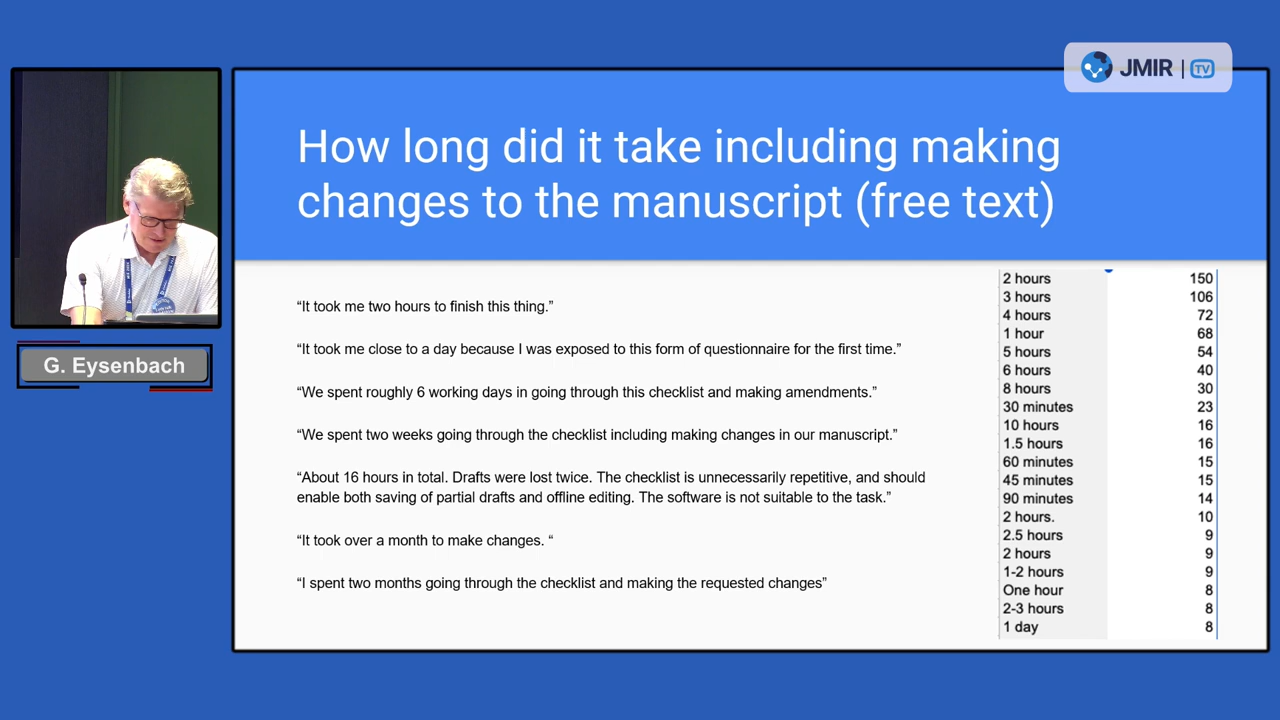 JMIR | TV
How long did it take including making
changes to the manuscript (free text)
G. Eysenbach
“It took me two hours to finish this thing.”
“It took me close to a day because I was exposed to this form of questionnaire for the first time.”
“We spent roughly 6 working days in going through this checklist and making amendments.”
“We spent two weeks going through the checklist including making changes in our manuscript.”
“About 16 hours in total. Drafts were lost twice. The checklist is unnecessarily repetitive, and should
enable both saving of partial drafts and offline editing. The software is not suitable to the task.”
“It took over a month to make changes. “
“I spent two months going through the checklist and making the requested changes”
2 hours 150
3 hours 106
4 hours 72
1 hour 68
5 hours 54
6 hours 40
8 hours 30
30 minutes 23
10 hours 16
1.5 hours 16
60 minutes 15
45 minutes 15
90 minutes 14
2 hours. 10
2.5 hours 9
2 hours 9
1-2 hours 9
One hour 8
2-3 hours 8
1 day 8